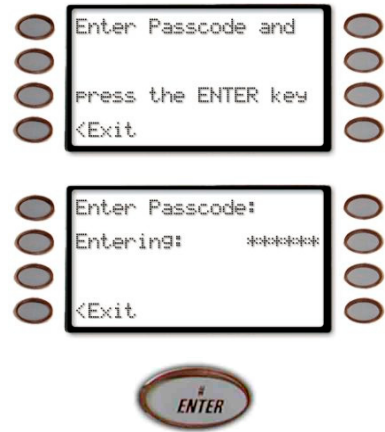 Enter Passcode and
press the ENTER key
<Exit
Enter Passcode:
Entering: ******
<Exit
#
ENTER